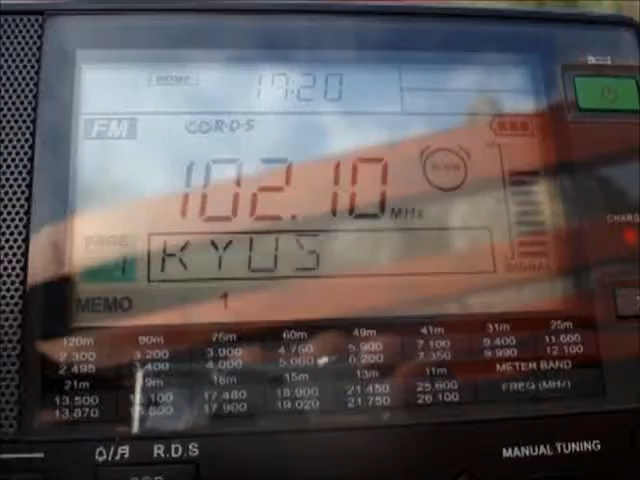 HOME 17:20
FM R.D.S
102.10 MHz
PAGE 1 KYUS
SIGNAL
MEMO 1
120m 90m 75m 60m 49m 41m 31m 25m
2.300 3.200 3.900 4.750 5.900 7.100 9.400 11.600
2.495 3.400 4.000 5.060 6.200 7.350 9.990 12.100
21m 19m 16m 15m 13m 11m METER BAND
13.500 15.100 17.480 18.900 21.450 25.600 FREQ (MHz)
13.870 15.800 17.900 19.020 21.750 26.100
R.D.S MANUAL TUNING